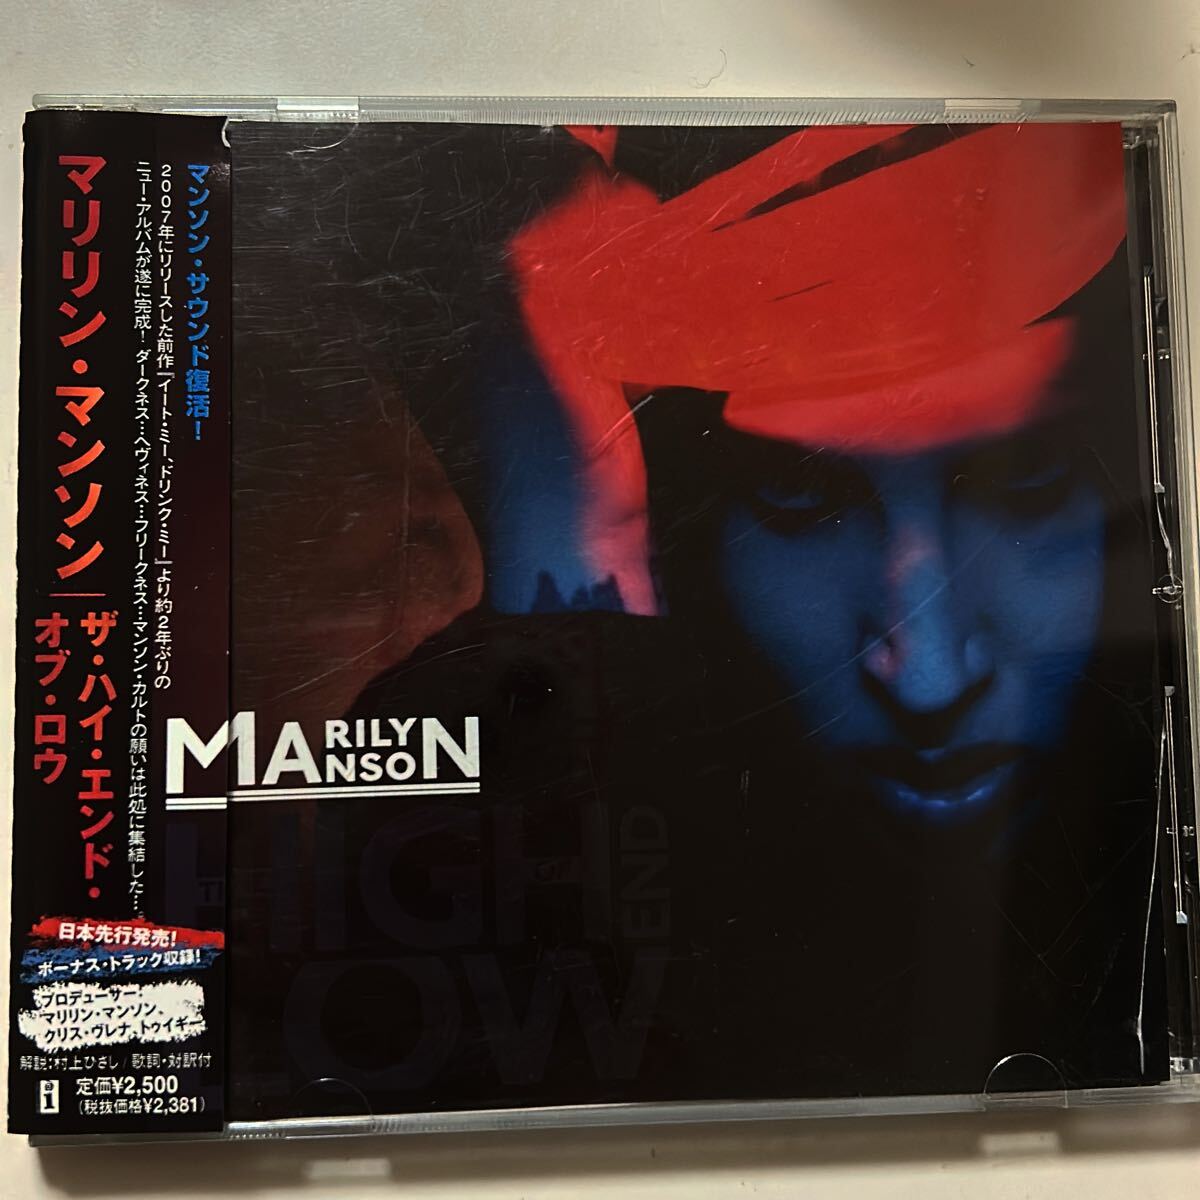 マリリン・マンソン
ザ・ハイ・エンド・
オブ・ロウ
マンソン・サウンド復活!
2007年にリリースした前作『イート・ミー、ドリンク・ミー』より約2年ぶりの
ニュー・アルバムが遂に完成! ダークネス…ヘヴィネス…フリークネス…マンソン・カルトの願いは此処に集結した…。
日本先行発売!
ボーナス・トラック収録!
プロデューサー:
マリリン・マンソン、
クリス・ヴレナ、トゥイギー
解説:村上ひさし/歌詞・対訳付
定価¥2,500
(税抜価格¥2,381)
MARILYN
MANSON
THE HIGH END
OF LOW